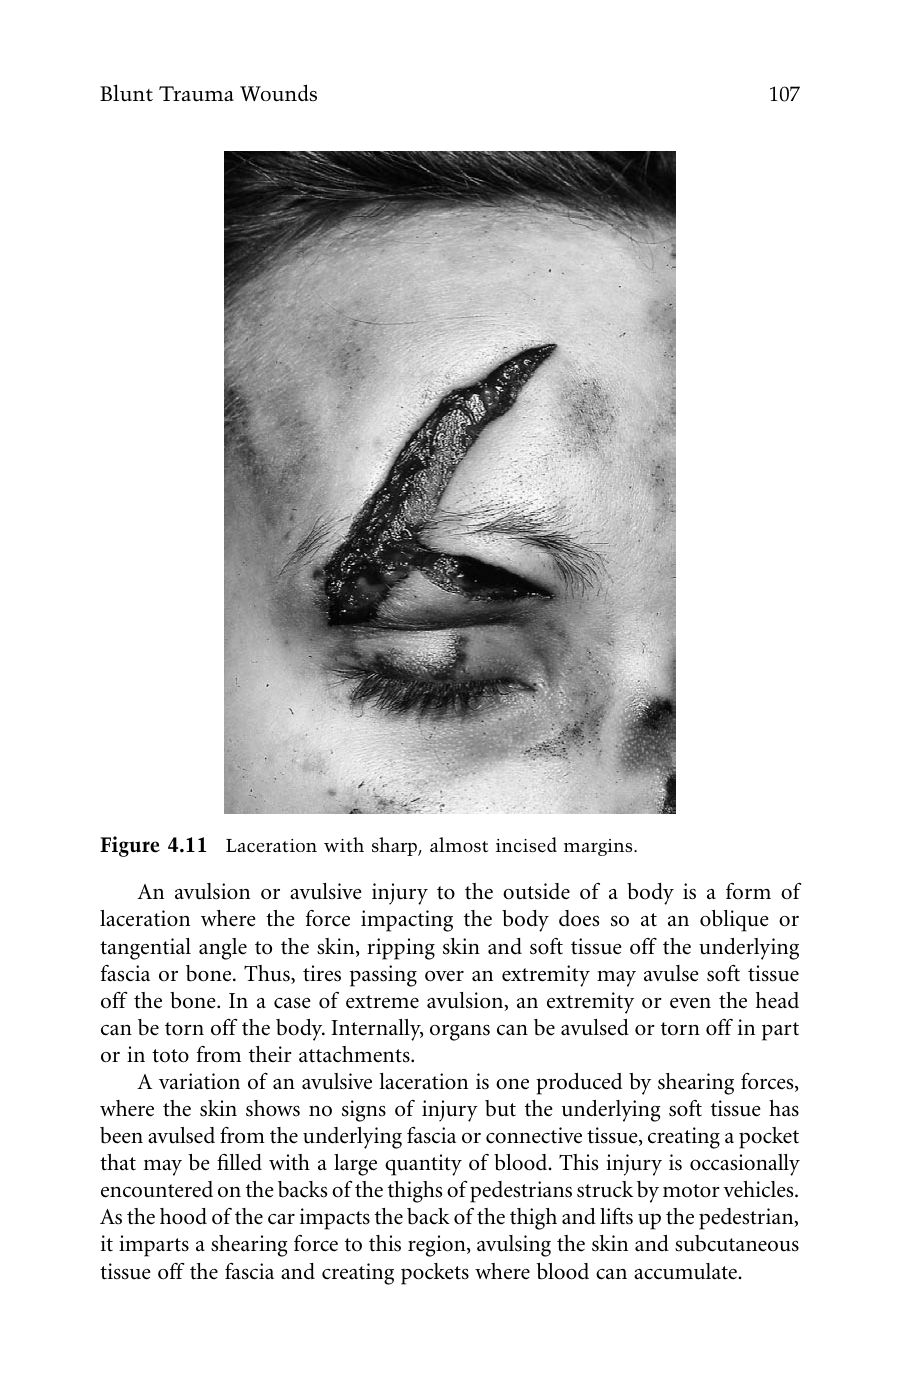 Blunt Trauma Wounds 107
Figure 4.11 Laceration with sharp, almost incised margins.
An avulsion or avulsive injury to the outside of a body is a form of
laceration where the force impacting the body does so at an oblique or
tangential angle to the skin, ripping skin and soft tissue off the underlying
fascia or bone. Thus, tires passing over an extremity may avulse soft tissue
off the bone. In a case of extreme avulsion, an extremity or even the head
can be torn off the body. Internally, organs can be avulsed or torn off in part
or in toto from their attachments.
A variation of an avulsive laceration is one produced by shearing forces,
where the skin shows no signs of injury but the underlying soft tissue has
been avulsed from the underlying fascia or connective tissue, creating a pocket
that may be filled with a large quantity of blood. This injury is occasionally
encountered on the backs of the thighs of pedestrians struck by motor vehicles.
As the hood of the car impacts the back of the thigh and lifts up the pedestrian,
it imparts a shearing force to this region, avulsing the skin and subcutaneous
tissue off the fascia and creating pockets where blood can accumulate.